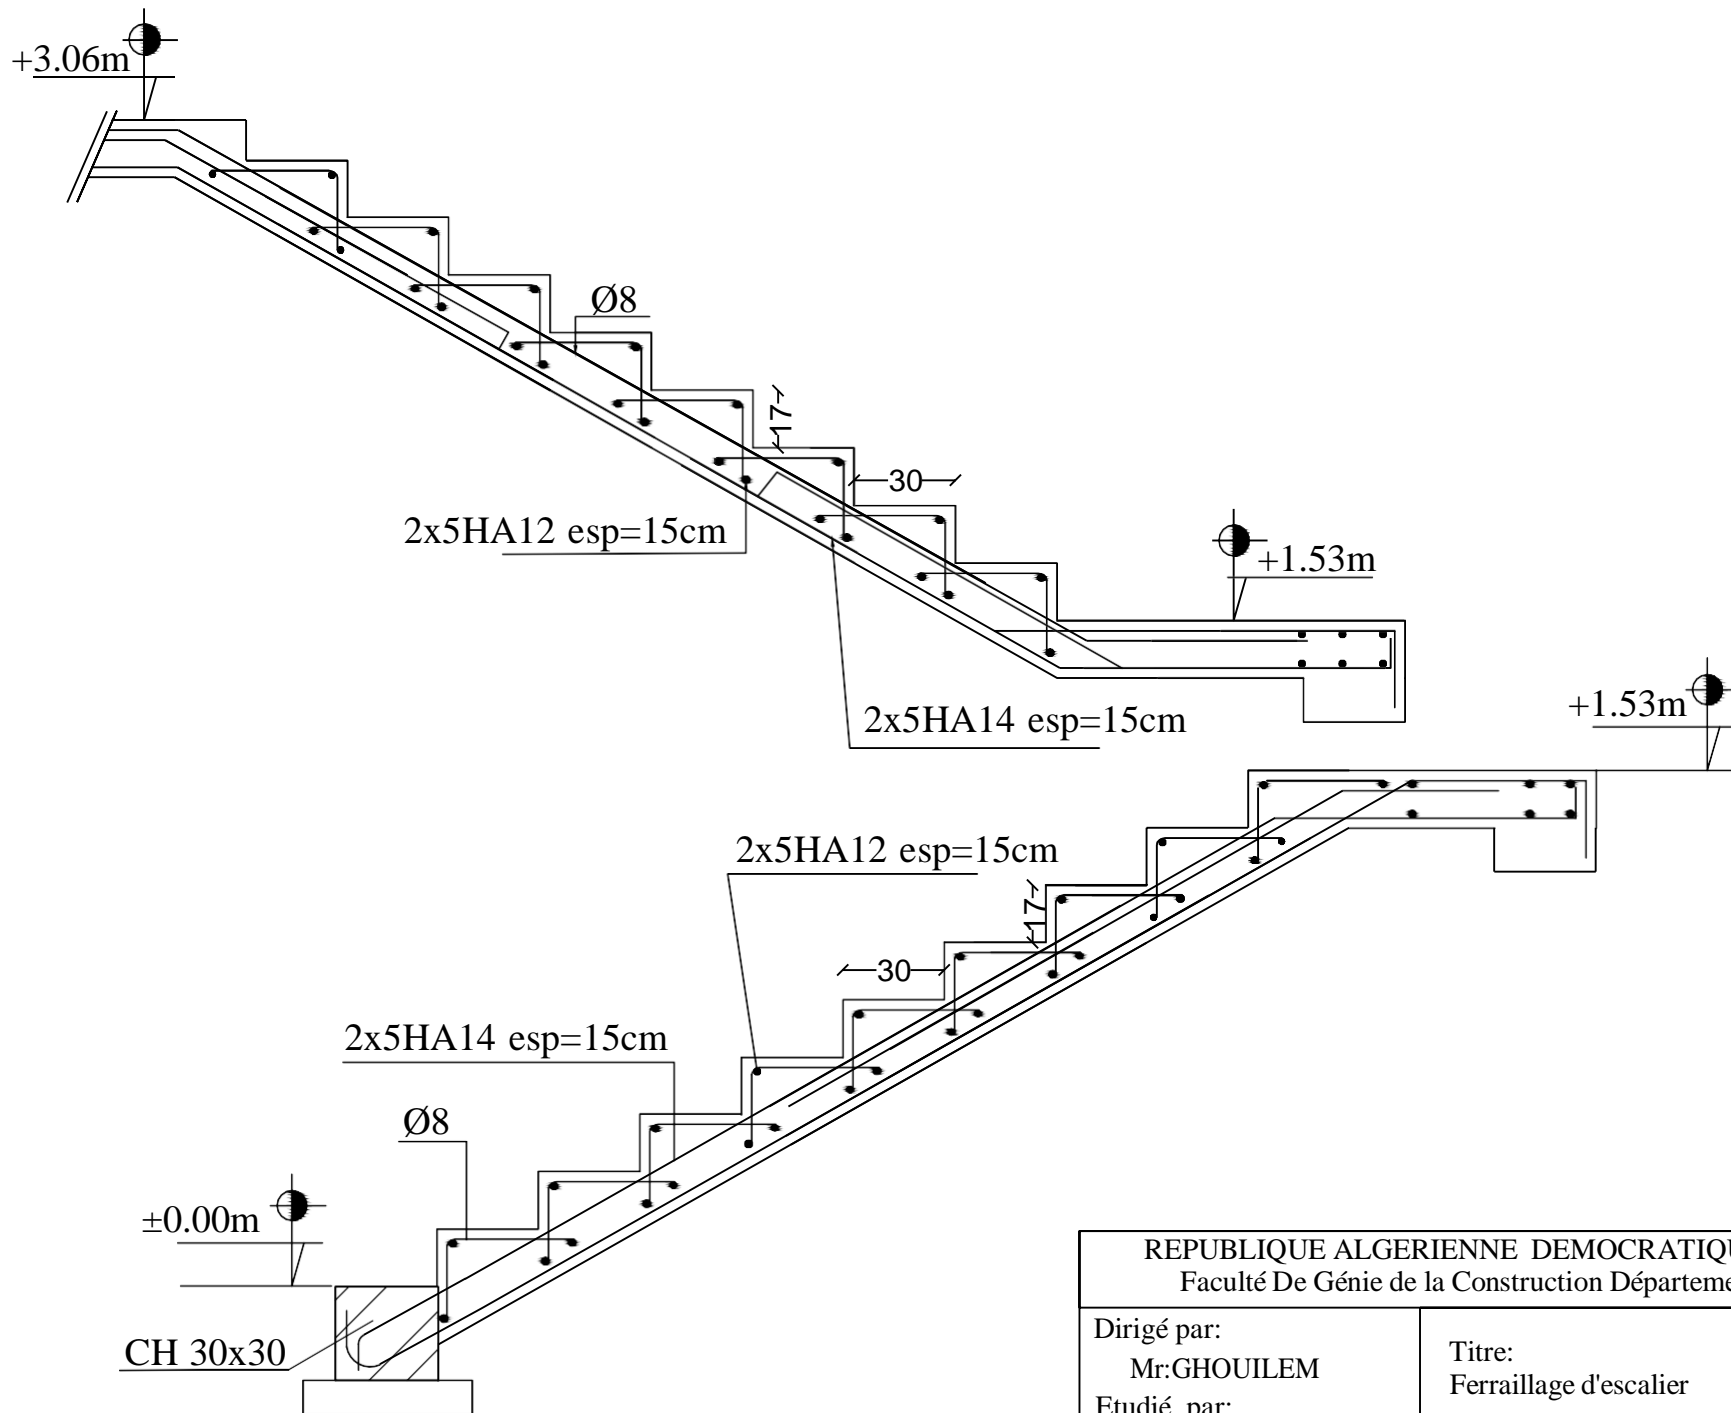 +3.06m
Ø8
17
30
2x5HA12 esp=15cm
+1.53m
2x5HA14 esp=15cm
+1.53m
2x5HA12 esp=15cm
17
30
2x5HA14 esp=15cm
Ø8
±0.00m
CH 30x30
REPUBLIQUE ALGERIENNE DEMOCRATIQU
Faculté De Génie de la Construction Départeme
Dirigé par:
Mr:GHOUILEM
Titre:
Ferraillage d'escalier
Etudié par: